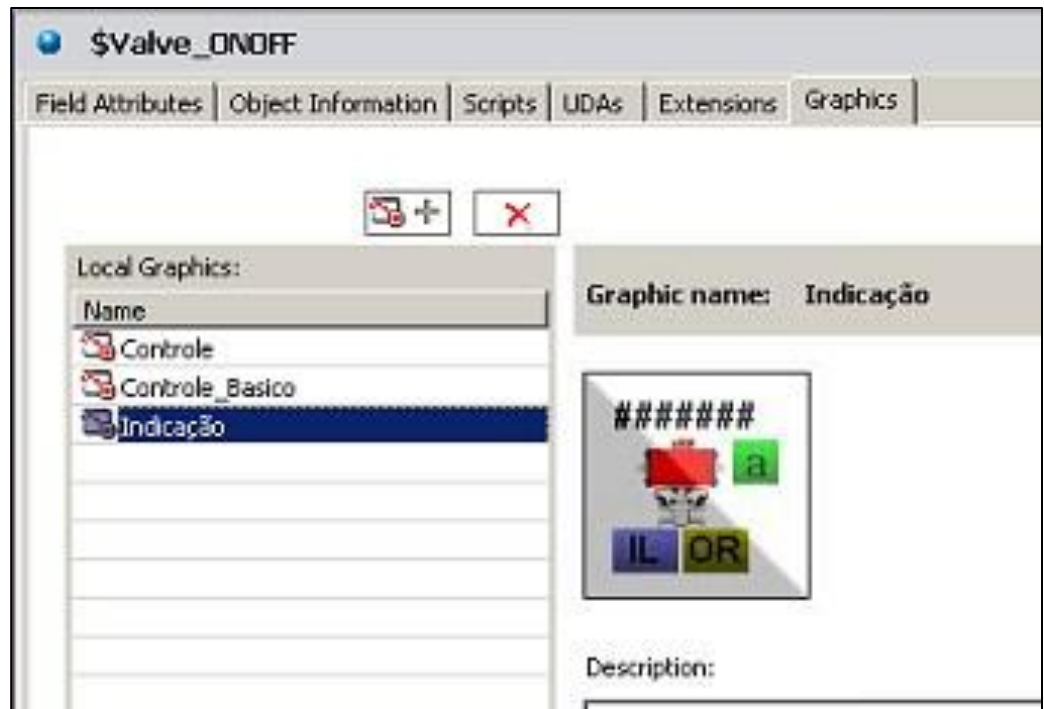 $Valve_ONOFF
Field Attributes Object Information Scripts UDAs Extensions Graphics
Local Graphics:
Name
Controle
Controle_Basico
Indicação
Graphic name: Indicação
#######
a
IL OR
Description: